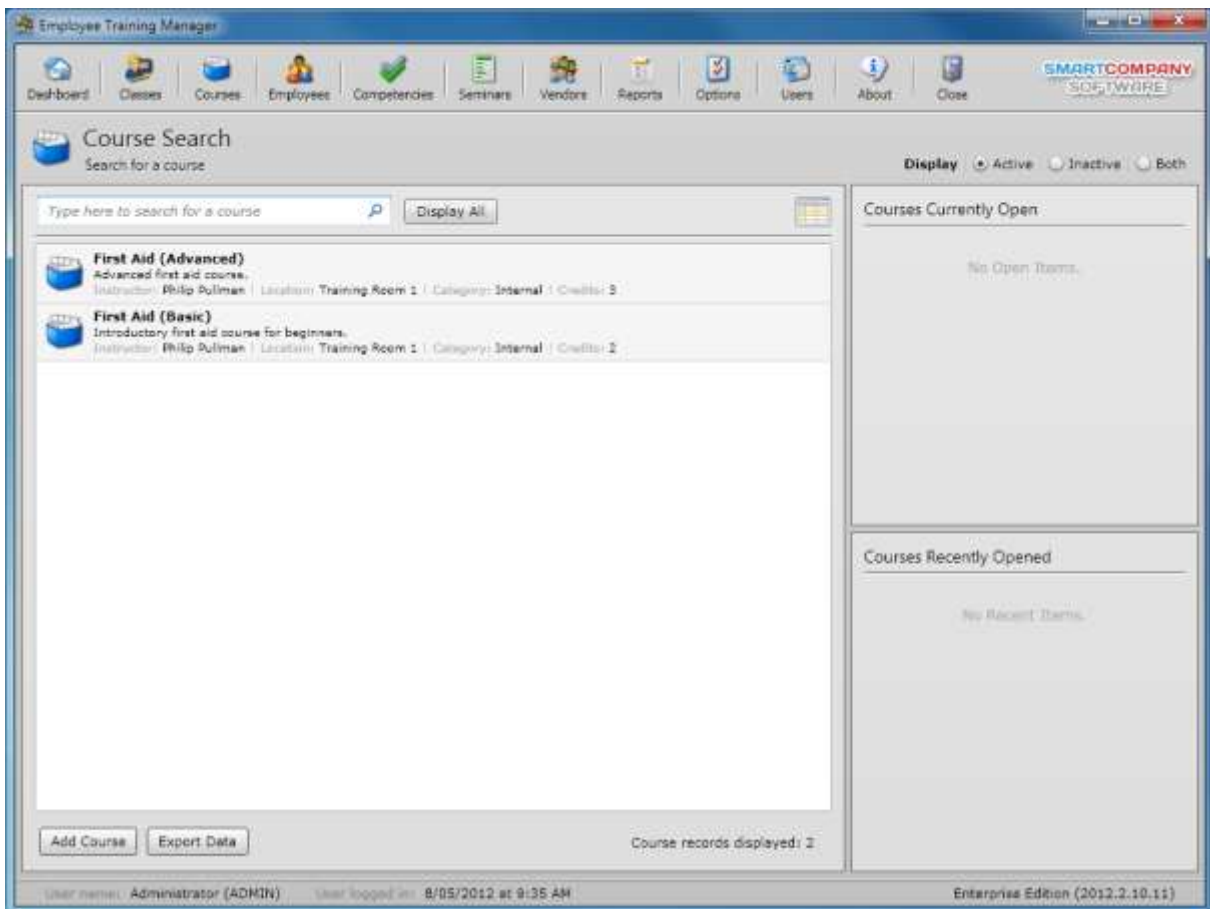 Employee Training Manager
Dashboard Classes Courses Employees Competencies Seminars Vendors Reports Options Users About Close
SMARTCOMPANY
SOFTWARE
Course Search
Search for a course
Display Active Inactive Both
Type here to search for a course
Display All
First Aid (Advanced)
Advanced first aid course.
Instructor: Philip Pullman | Location: Training Room 1 | Category: Internal | Credits: 3
First Aid (Basic)
Introductory first aid course for beginners.
Instructor: Philip Pullman | Location: Training Room 1 | Category: Internal | Credits: 2
Courses Currently Open
No Open Items.
Courses Recently Opened
No Recent Items.
Add Course Export Data
Course records displayed: 2
User name: Administrator (ADMIN) User logged in: 8/05/2012 at 9:35 AM
Enterprise Edition (2012.2.10.11)